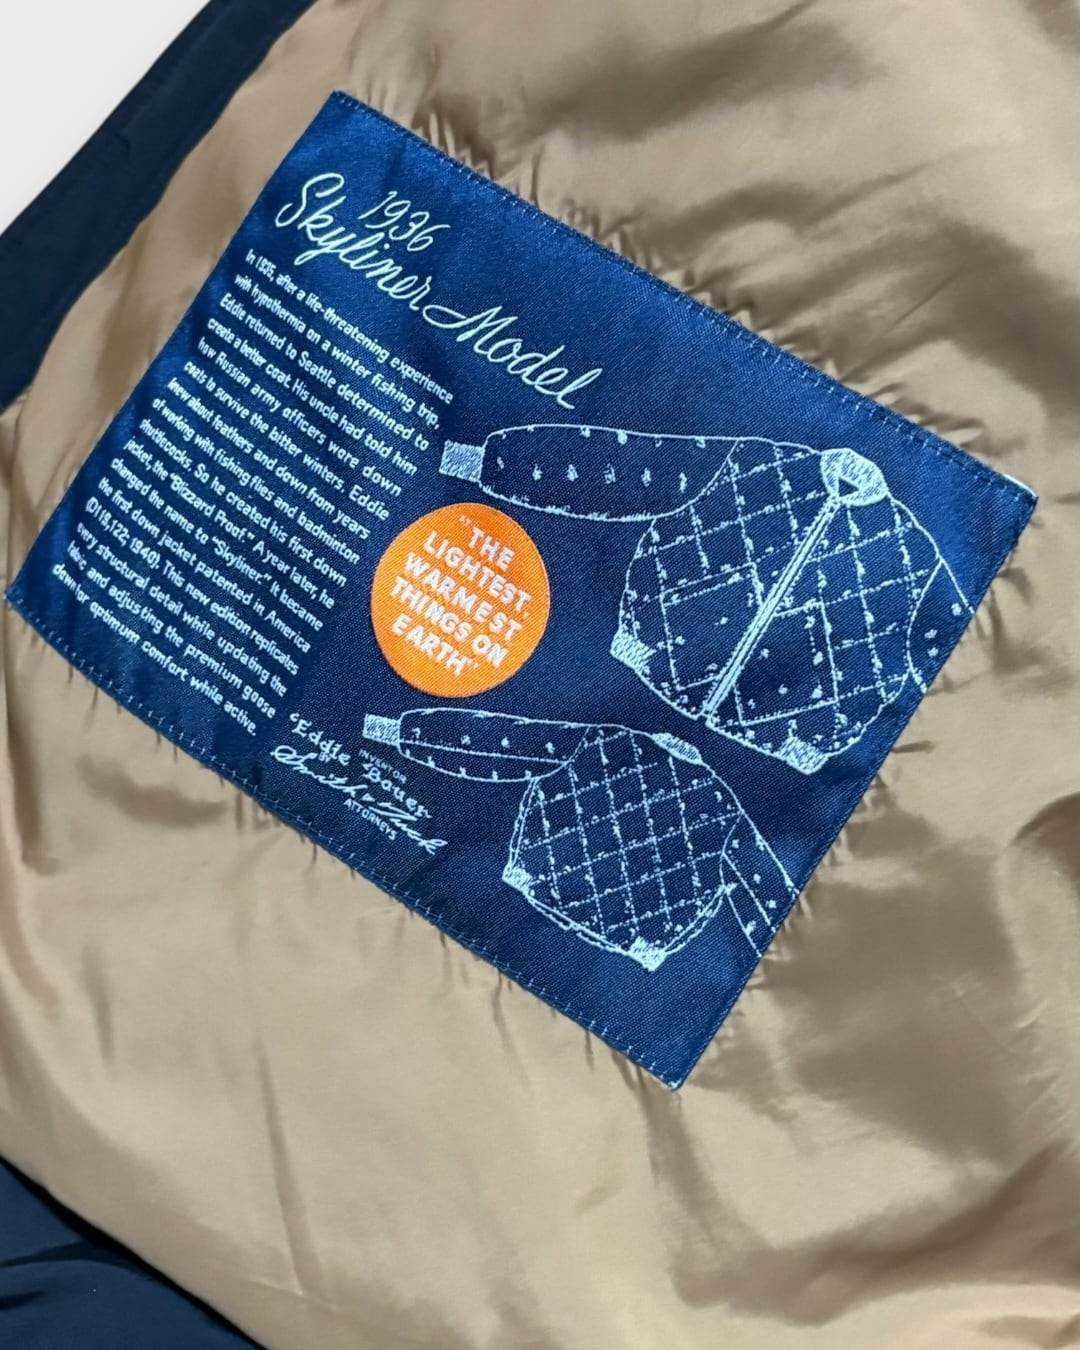 1936
Skyliner Model
In 1935, after a life-threatening experience
with hypothermia on a winter fishing trip,
Eddie returned to Seattle determined to
create a better coat. His uncle had told him
how Russian army officers wore down
coats to survive the bitter winters. Eddie
knew about feathers and down from years
of working with fishing flies and badminton
shuttlecocks. So he created his first down
jacket, the "Blizzard Proof." A year later, he
changed the name to "Skyliner." It became
the first down jacket patented in America
(D119,122; 1940). This new edition replicates
every structural detail while updating the
fabric and adjusting the premium goose
down for optimum comfort while active.
"THE
LIGHTEST,
WARMEST
THINGS ON
EARTH"
INVENTOR
Eddie Bauer
BY
ATTORNEYS